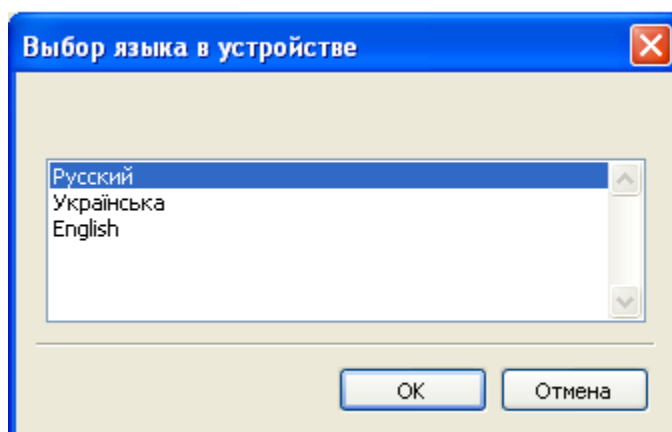 Выбор языка в устройстве
Русский
Українська
English
OK
Отмена